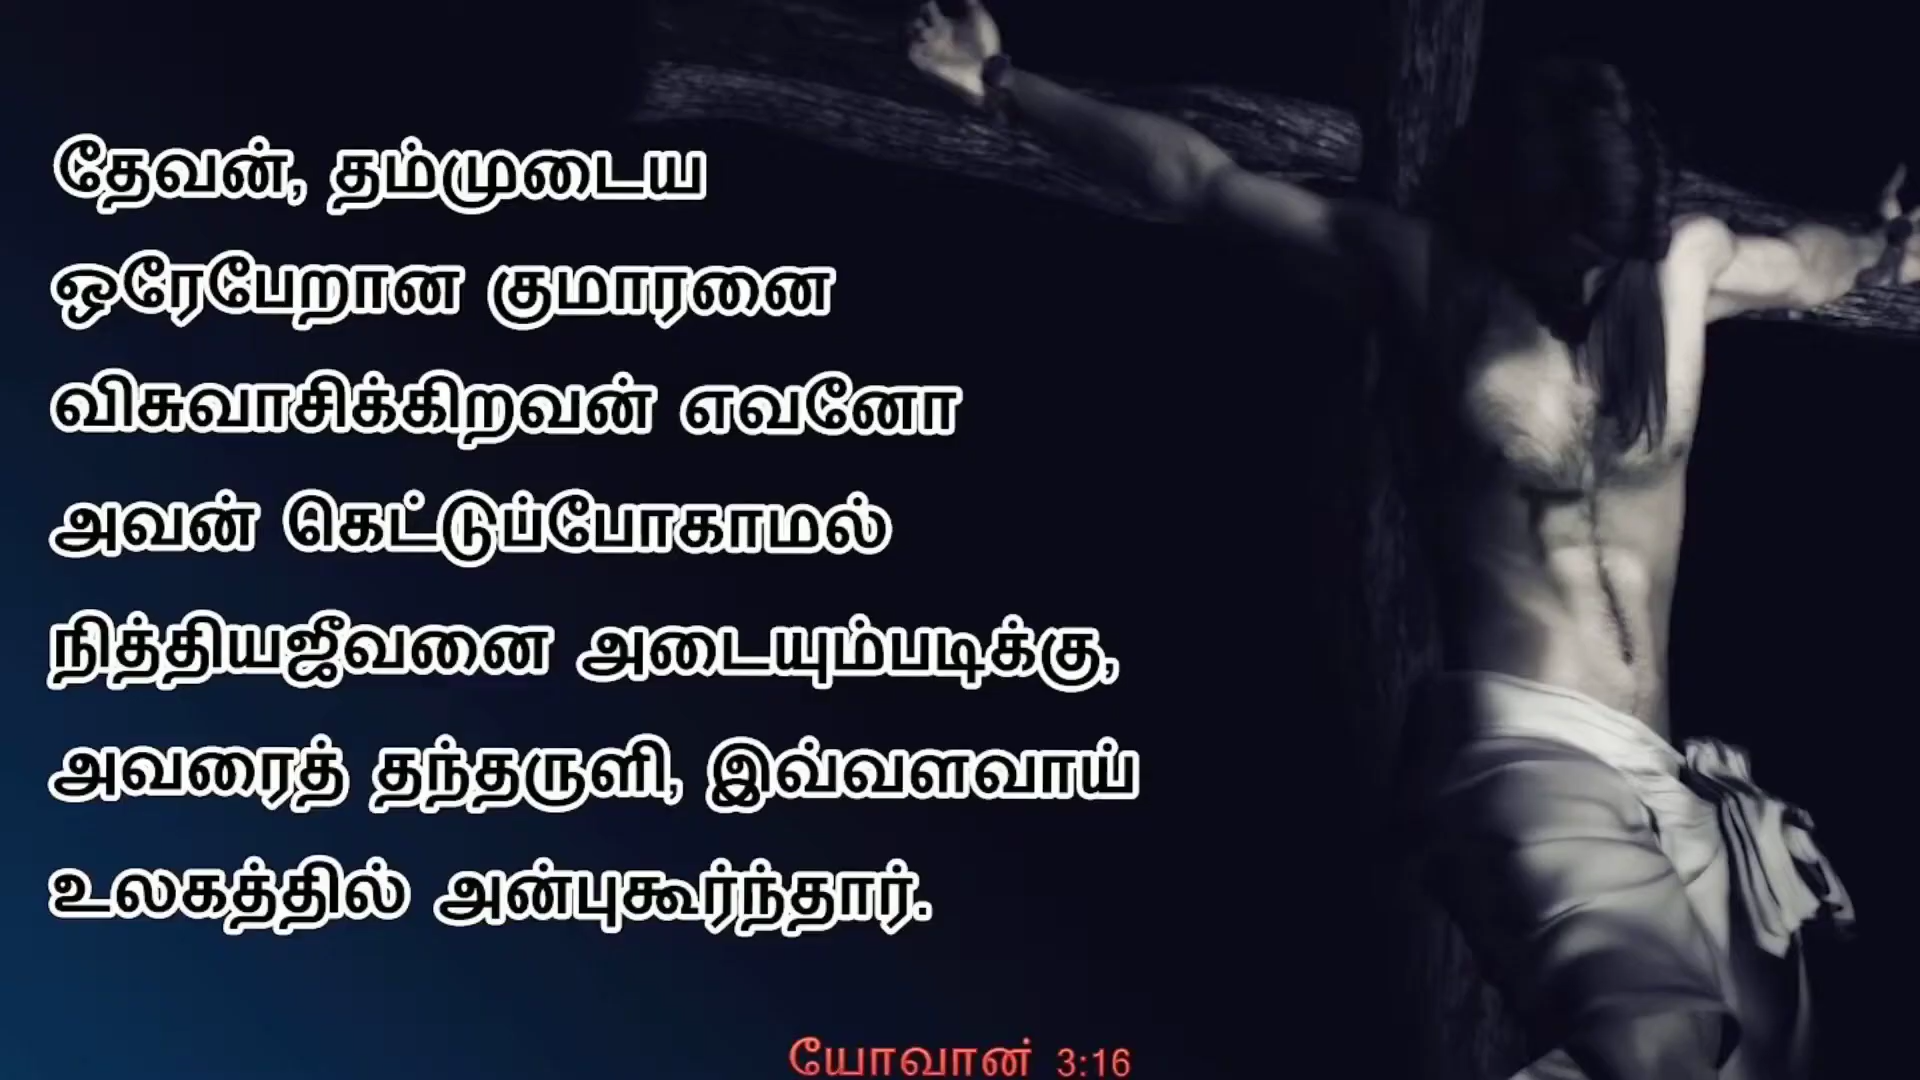 தேவன், தம்முடைய
ஒரேபேறான குமாரனை
விசுவாசிக்கிறவன் எவனோ
அவன் கெட்டுப்போகாமல்
நித்தியஜீவனை அடையும்படிக்கு,
அவரைத் தந்தருளி, இவ்வளவாய்
உலகத்தில் அன்புகூர்ந்தார்.
யோவான் 3:16